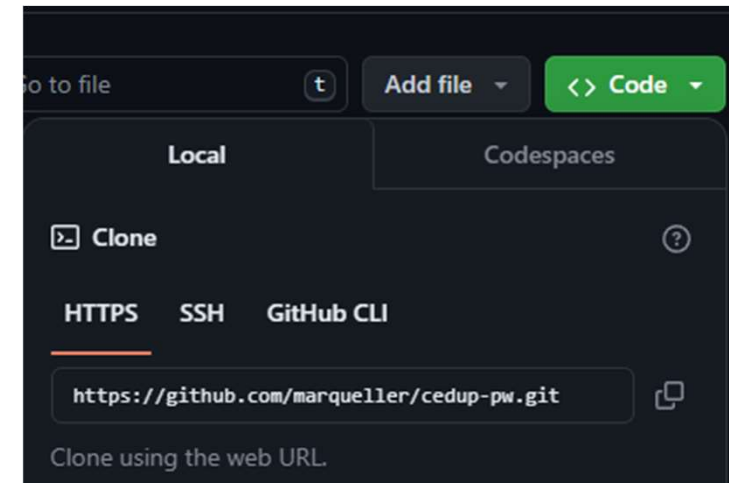 to file t Add file <> Code
Local Codespaces
Clone ?
HTTPS SSH GitHub CLI
https://github.com/marqueller/cedup-pw.git
Clone using the web URL.